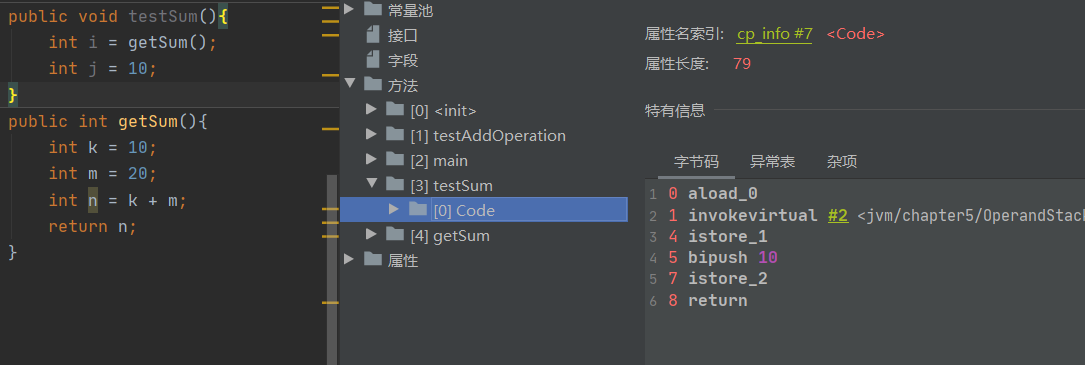 public void testSum(){
    int i = getSum();
    int j = 10;
}
public int getSum(){
    int k = 10;
    int m = 20;
    int n = k + m;
    return n;
}
常量池
接口
字段
方法
[0] <init>
[1] testAddOperation
[2] main
[3] testSum
[0] Code
[4] getSum
属性
属性名索引: cp_info #7 <Code>
属性长度: 79
特有信息
字节码 异常表 杂项
1 0 aload_0
2 1 invokevirtual #2 <jvm/chapter5/OperandStack
3 4 istore_1
4 5 bipush 10
5 7 istore_2
6 8 return